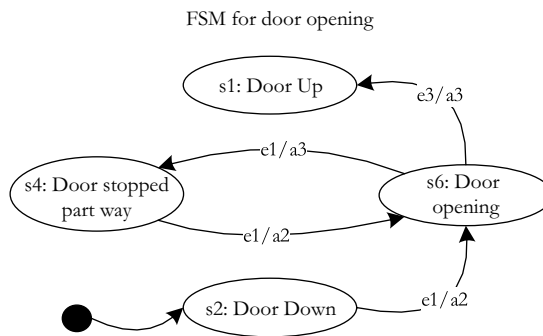 FSM for door opening
s1: Door Up
e3/a3
e1/a3
s4: Door stopped
part way
s6: Door
opening
e1/a2
e1/a2
s2: Door Down